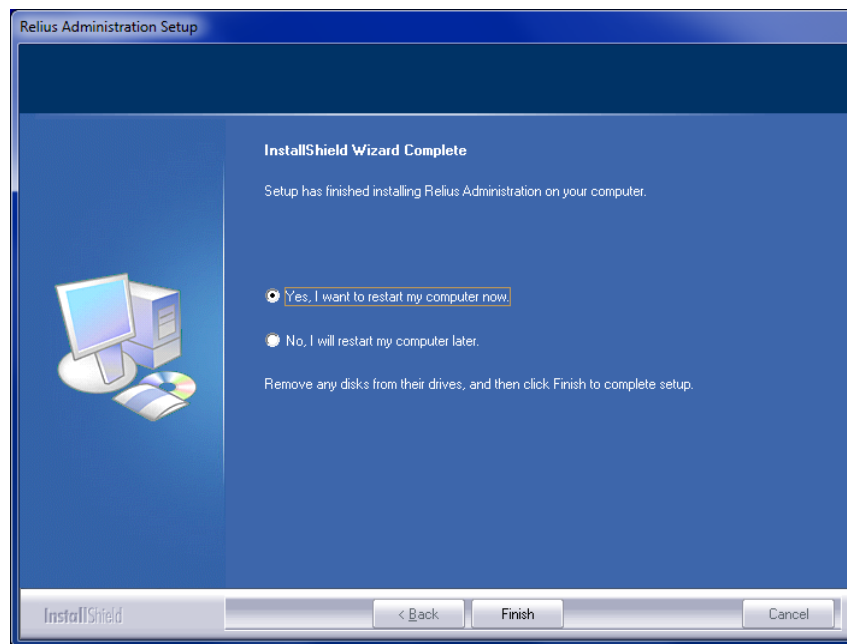 Relius Administration Setup
InstallShield Wizard Complete
Setup has finished installing Relius Administration on your computer.
Yes, I want to restart my computer now.
No, I will restart my computer later.
Remove any disks from their drives, and then click Finish to complete setup.
InstallShield
< Back
Finish
Cancel